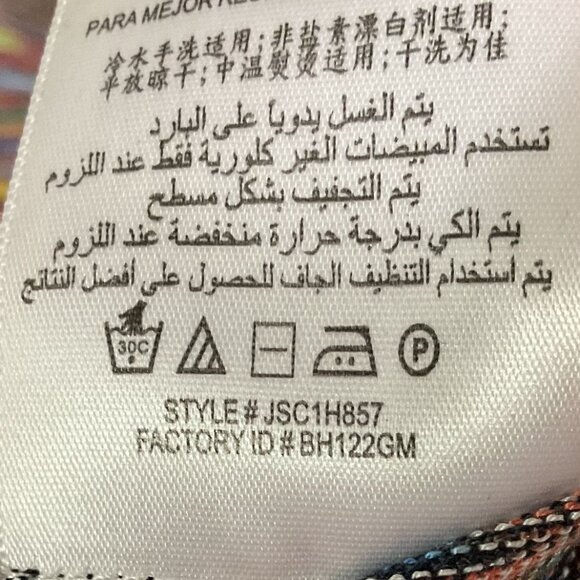 PARA MEJOR
冷水手洗适用；非盐素漂白剂适用；
平放晾干；中温熨烫适用；干洗为佳
يتم الغسل يدوياً على البارد
تستخدم المبيضات الغير كلورية فقط عند اللزوم
يتم التجفيف بشكل مسطح
يتم الكي بدرجة حرارة منخفضة عند اللزوم
يتم استخدام التنظيف الجاف للحصول على أفضل النتائج
30C
P
STYLE # JSC1H857
FACTORY ID # BH122GM